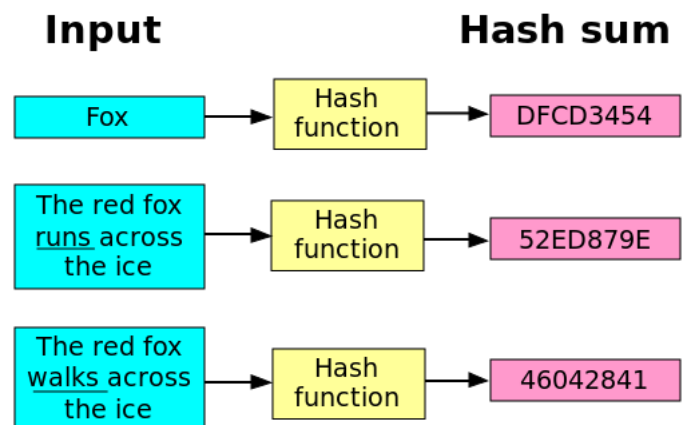 Input
Hash sum
Fox
Hash
function
DFCD3454
The red fox
runs across
the ice
Hash
function
52ED879E
The red fox
walks across
the ice
Hash
function
46042841